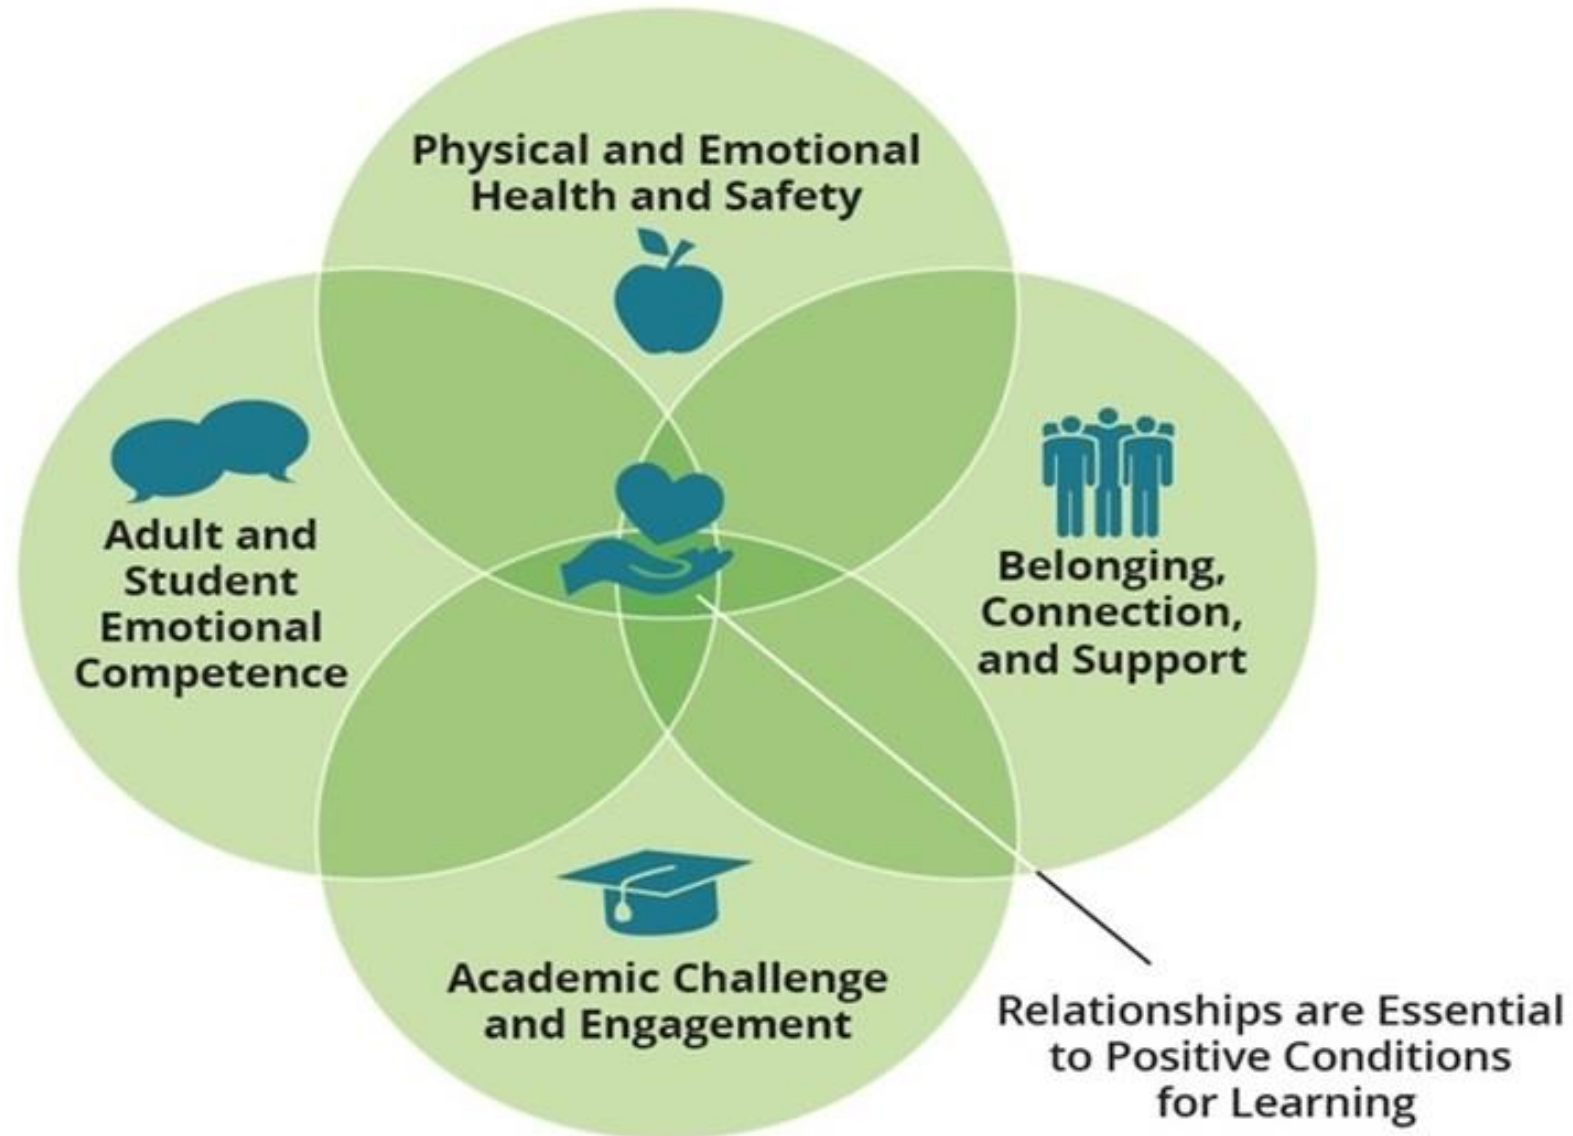 Physical and Emotional
Health and Safety
Adult and
Student
Emotional
Competence
Belonging,
Connection,
and Support
Academic Challenge
and Engagement
Relationships are Essential
to Positive Conditions
for Learning